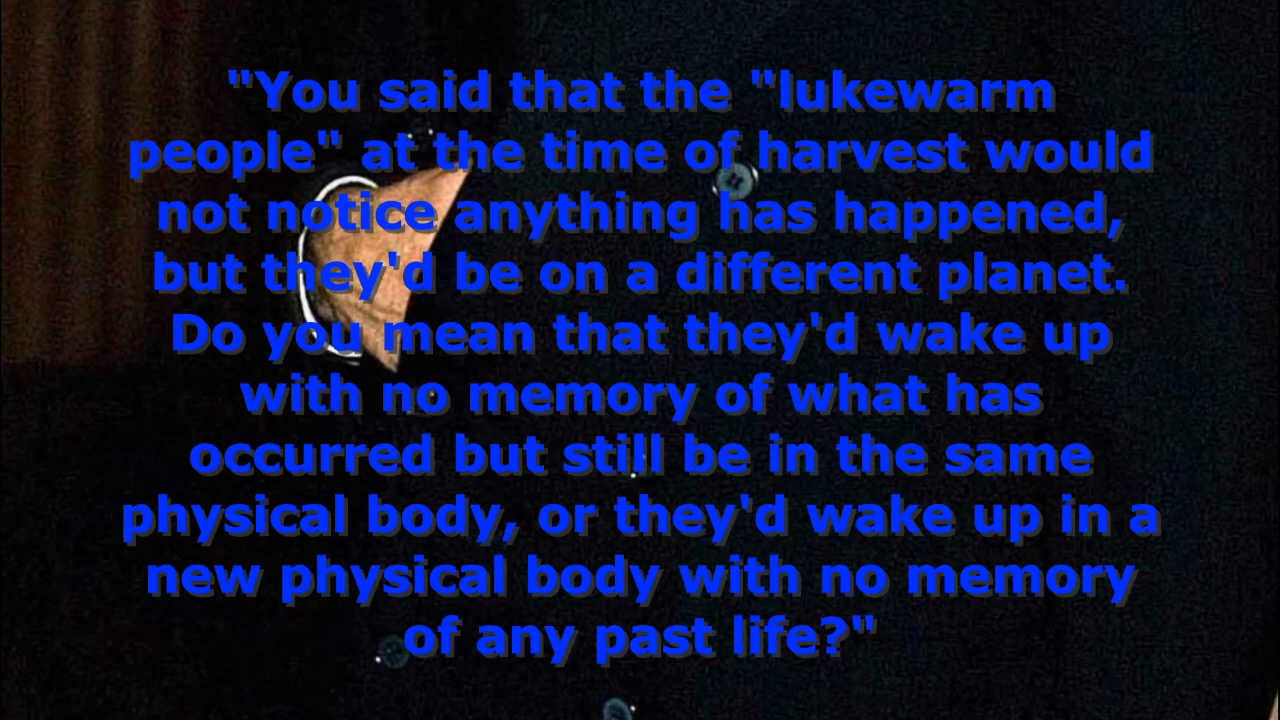 "You said that the "lukewarm
people" at the time of harvest would
not notice anything has happened,
but they'd be on a different planet.
Do you mean that they'd wake up
with no memory of what has
occurred but still be in the same
physical body, or they'd wake up in a
new physical body with no memory
of any past life?"